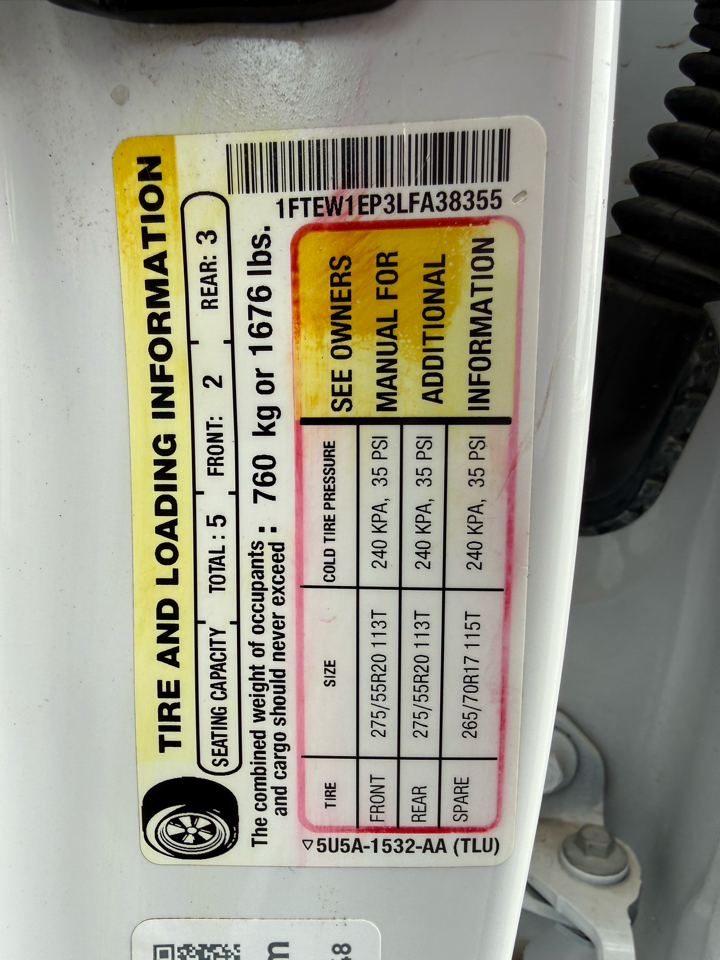 1FTEW1EP3LFA38355
TIRE AND LOADING INFORMATION
SEATING CAPACITY TOTAL : 5 FRONT: 2 REAR: 3
The combined weight of occupants
and cargo should never exceed : 760 kg or 1676 lbs.
TIRE SIZE COLD TIRE PRESSURE
FRONT 275/55R20 113T 240 KPA, 35 PSI
REAR 275/55R20 113T 240 KPA, 35 PSI
SPARE 265/70R17 115T 240 KPA, 35 PSI
SEE OWNERS
MANUAL FOR
ADDITIONAL
INFORMATION
5U5A-1532-AA (TLU)